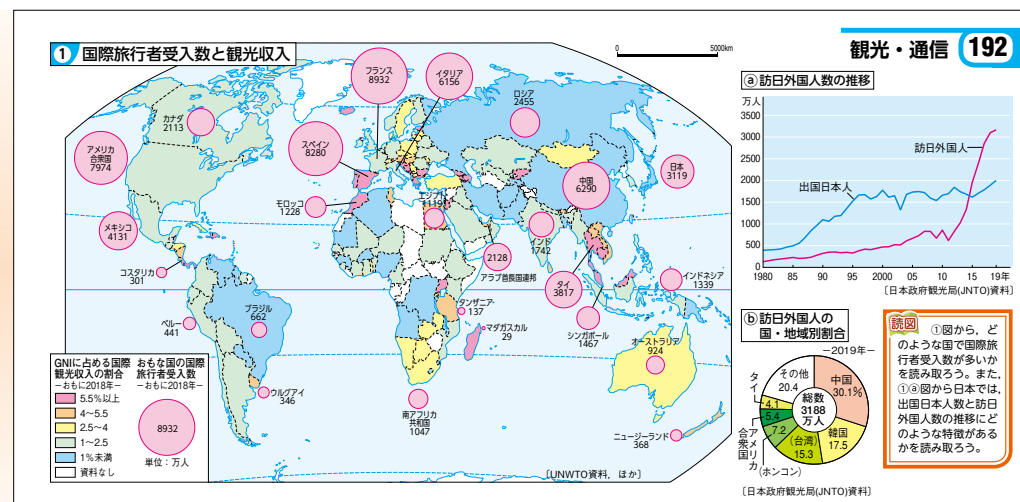 観光・通信 192
① 国際旅行者受入数と観光収入
0 5000km
フランス
8932
イタリア
6156
ロシア
2455
カナダ
2113
アメリカ
合衆国
7974
スペイン
8280
中国
6290
日本
3119
モロッコ
1228
エジプト
1119
メキシコ
4131
インド
1742
2128
アラブ首長国連邦
コスタリカ
301
タイ
3817
インドネシア
1339
タンザニア
137
ペルー
441
ブラジル
662
マダガスカル
29
シンガポール
1467
オーストラリア
924
ウルグアイ
346
南アフリカ
共和国
1047
ニュージーランド
368
GNIに占める国際
観光収入の割合
-おもに2018年-
5.5%以上
4〜5.5
2.5〜4
1〜2.5
1%未満
資料なし
おもな国の国際
旅行者受入数
-おもに2018年-
8932
単位:万人
〔UNWTO資料,ほか〕
ⓐ 訪日外国人数の推移
万人
3500
3000
2500
2000
1500
1000
500
0
訪日外国人
出国日本人
1980 85 90 95 2000 05 10 15 19年
〔日本政府観光局(JNTO)資料〕
ⓑ 訪日外国人の
国・地域別割合
-2019年-
中国
30.1%
韓国
17.5
(台湾)
15.3
7.2
(ホンコン)
5.4
アメリカ
合衆国
4.1
タイ
その他
20.4
総数
3188
万人
〔日本政府観光局(JNTO)資料〕
読図
①図から,ど
のような国で国際旅
行者受入数が多いか
を読み取ろう。また,
①ⓐ図から日本では,
出国日本人数と訪日
外国人数の推移にど
のような特徴がある
かを読み取ろう。